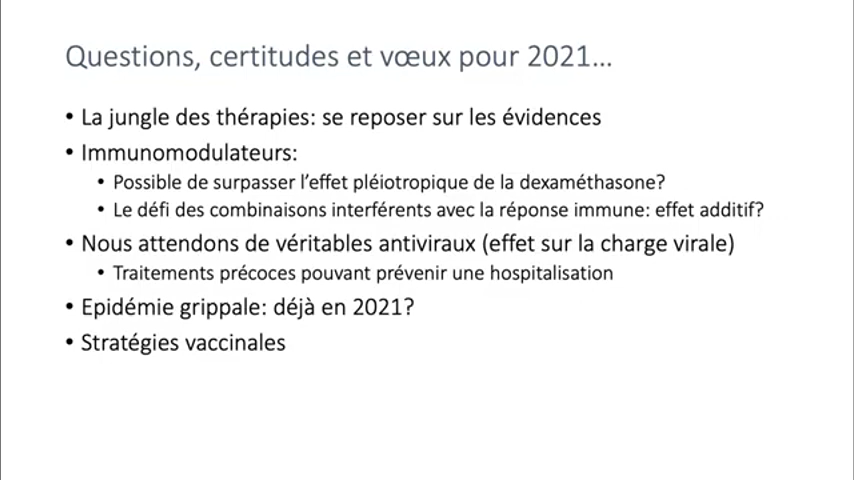 Questions, certitudes et vœux pour 2021...
• La jungle des thérapies: se reposer sur les évidences
• Immunomodulateurs:
• Possible de surpasser l'effet pléiotropique de la dexaméthasone?
• Le défi des combinaisons interférents avec la réponse immune: effet additif?
• Nous attendons de véritables antiviraux (effet sur la charge virale)
• Traitements précoces pouvant prévenir une hospitalisation
• Epidémie grippale: déjà en 2021?
• Stratégies vaccinales